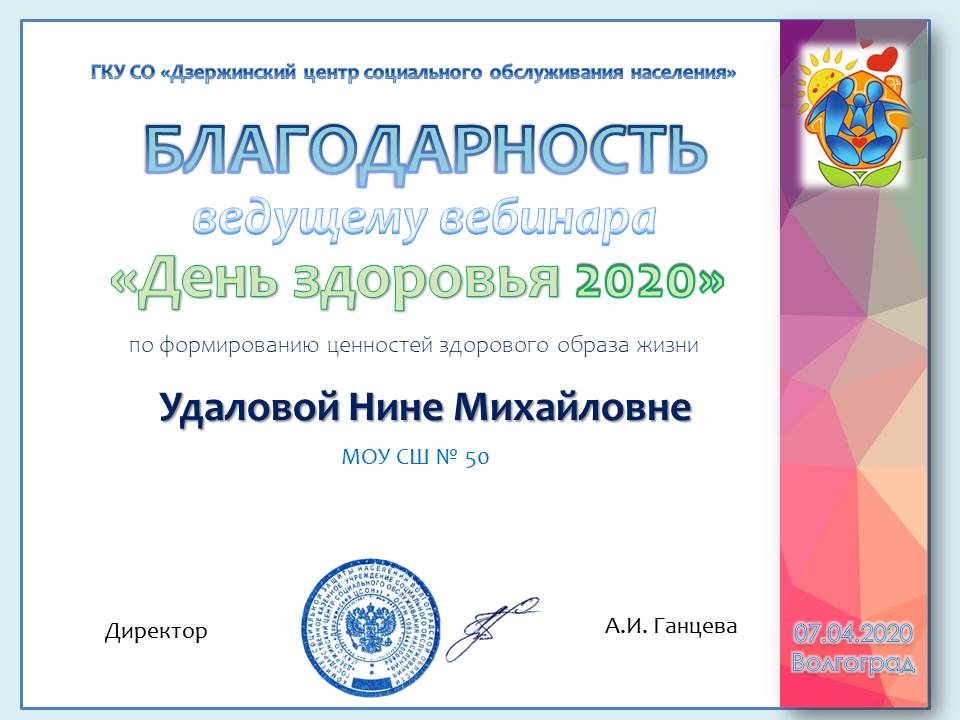 ГКУ СО «Дзержинский центр социального обслуживания населения»
БЛАГОДАРНОСТЬ
ведущему вебинара
«День здоровья 2020»
по формированию ценностей здорового образа жизни
Удаловой Нине Михайловне
МОУ СШ № 50
Директор
А.И. Ганцева
07.04.2020
Волгоград